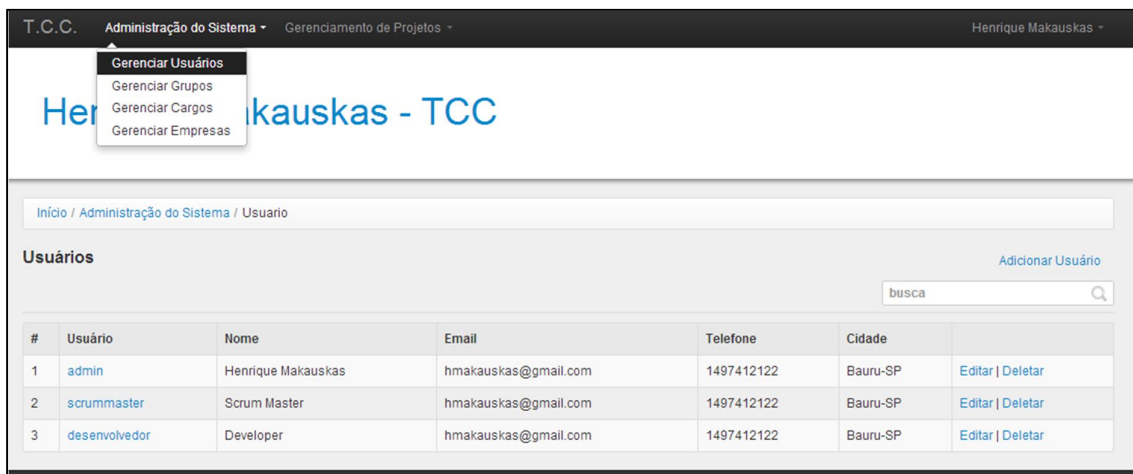 T.C.C. Administração do Sistema Gerenciamento de Projetos Henrique Makauskas
Gerenciar Usuários
Gerenciar Grupos
Gerenciar Cargos
Gerenciar Empresas
Her kauskas - TCC
Início / Administração do Sistema / Usuario
Usuários
Adicionar Usuário
busca
# Usuário Nome Email Telefone Cidade
1 admin Henrique Makauskas hmakauskas@gmail.com 1497412122 Bauru-SP Editar | Deletar
2 scrummaster Scrum Master hmakauskas@gmail.com 1497412122 Bauru-SP Editar | Deletar
3 desenvolvedor Developer hmakauskas@gmail.com 1497412122 Bauru-SP Editar | Deletar